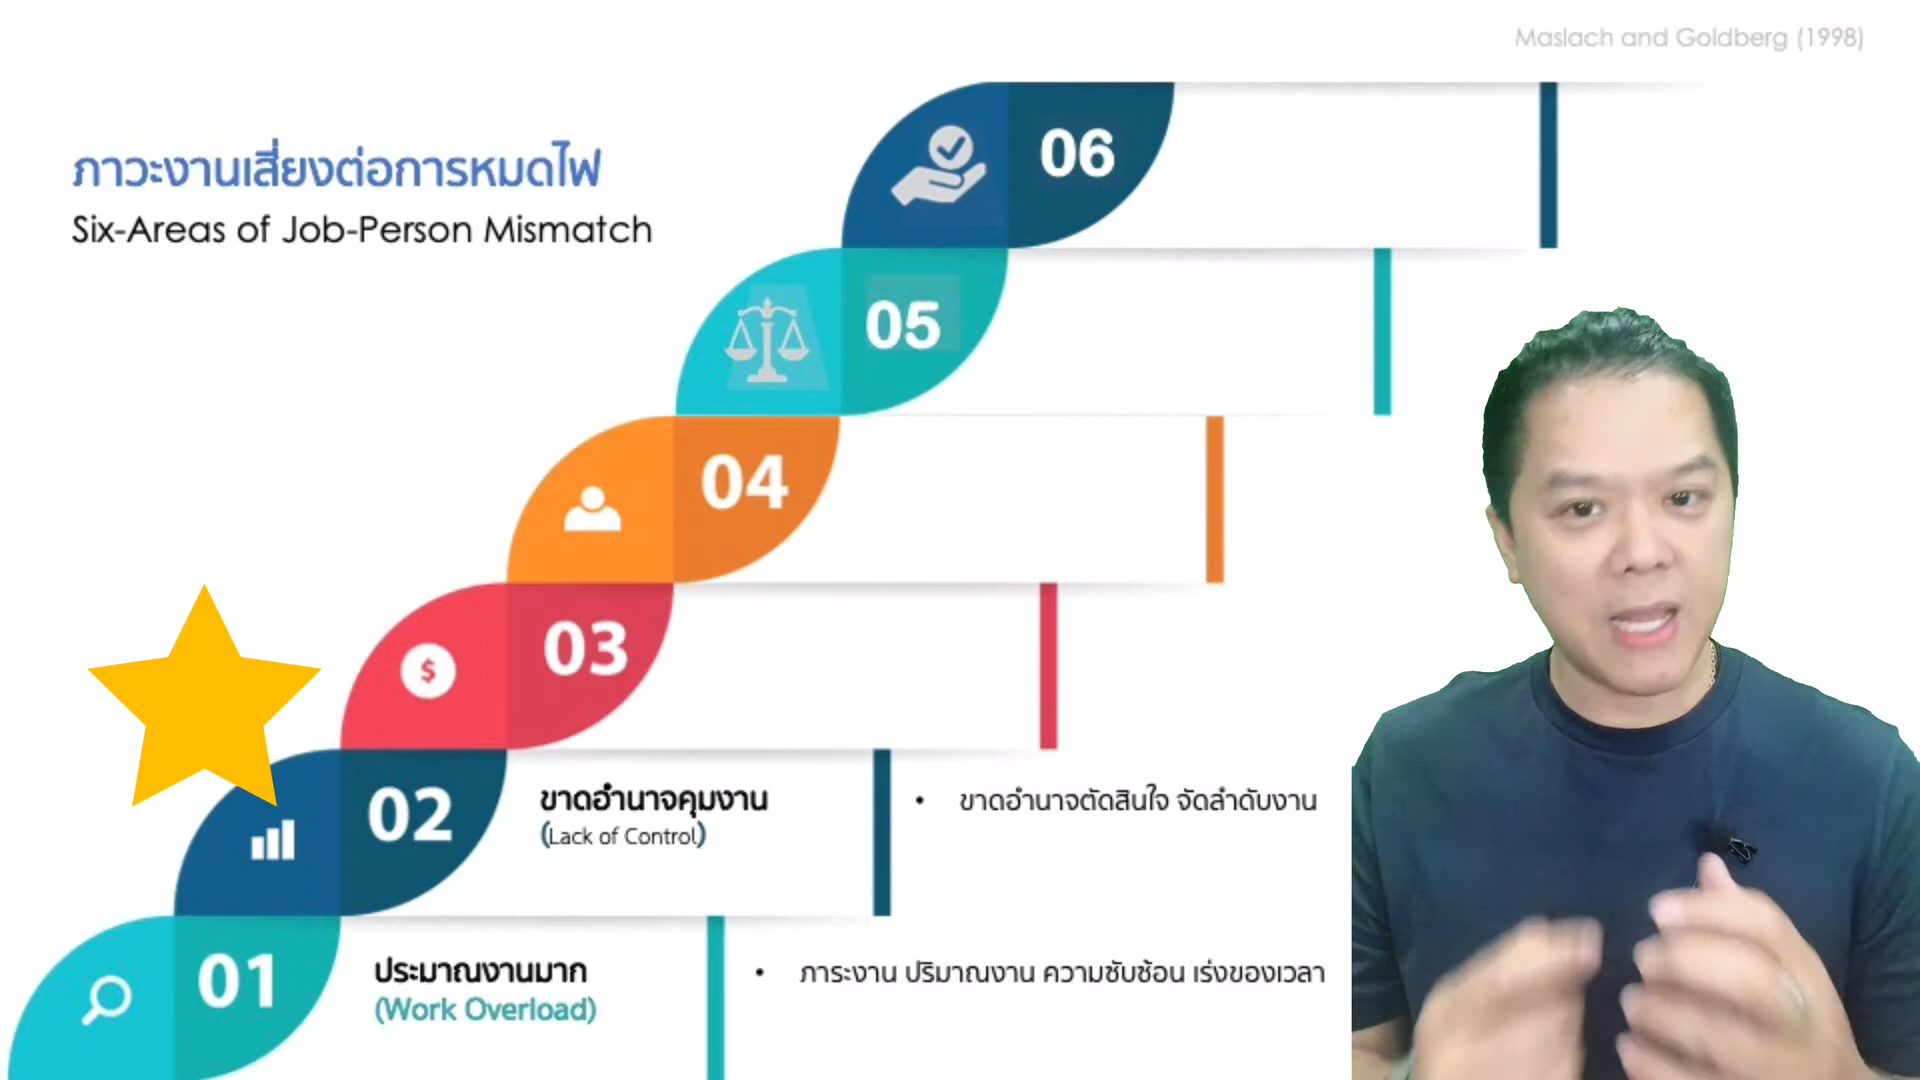 Maslach and Goldberg (1998)
ภาวะงานเสี่ยงต่อการหมดไฟ
Six-Areas of Job-Person Mismatch
06
05
04
$
03
02
ขาดอำนาจคุมงาน
(Lack of Control)
• ขาดอำนาจตัดสินใจ จัดลำดับงาน
01
ประมาณงานมาก
(Work Overload)
• ภาระงาน ปริมาณงาน ความซับซ้อน เร่งของเวลา